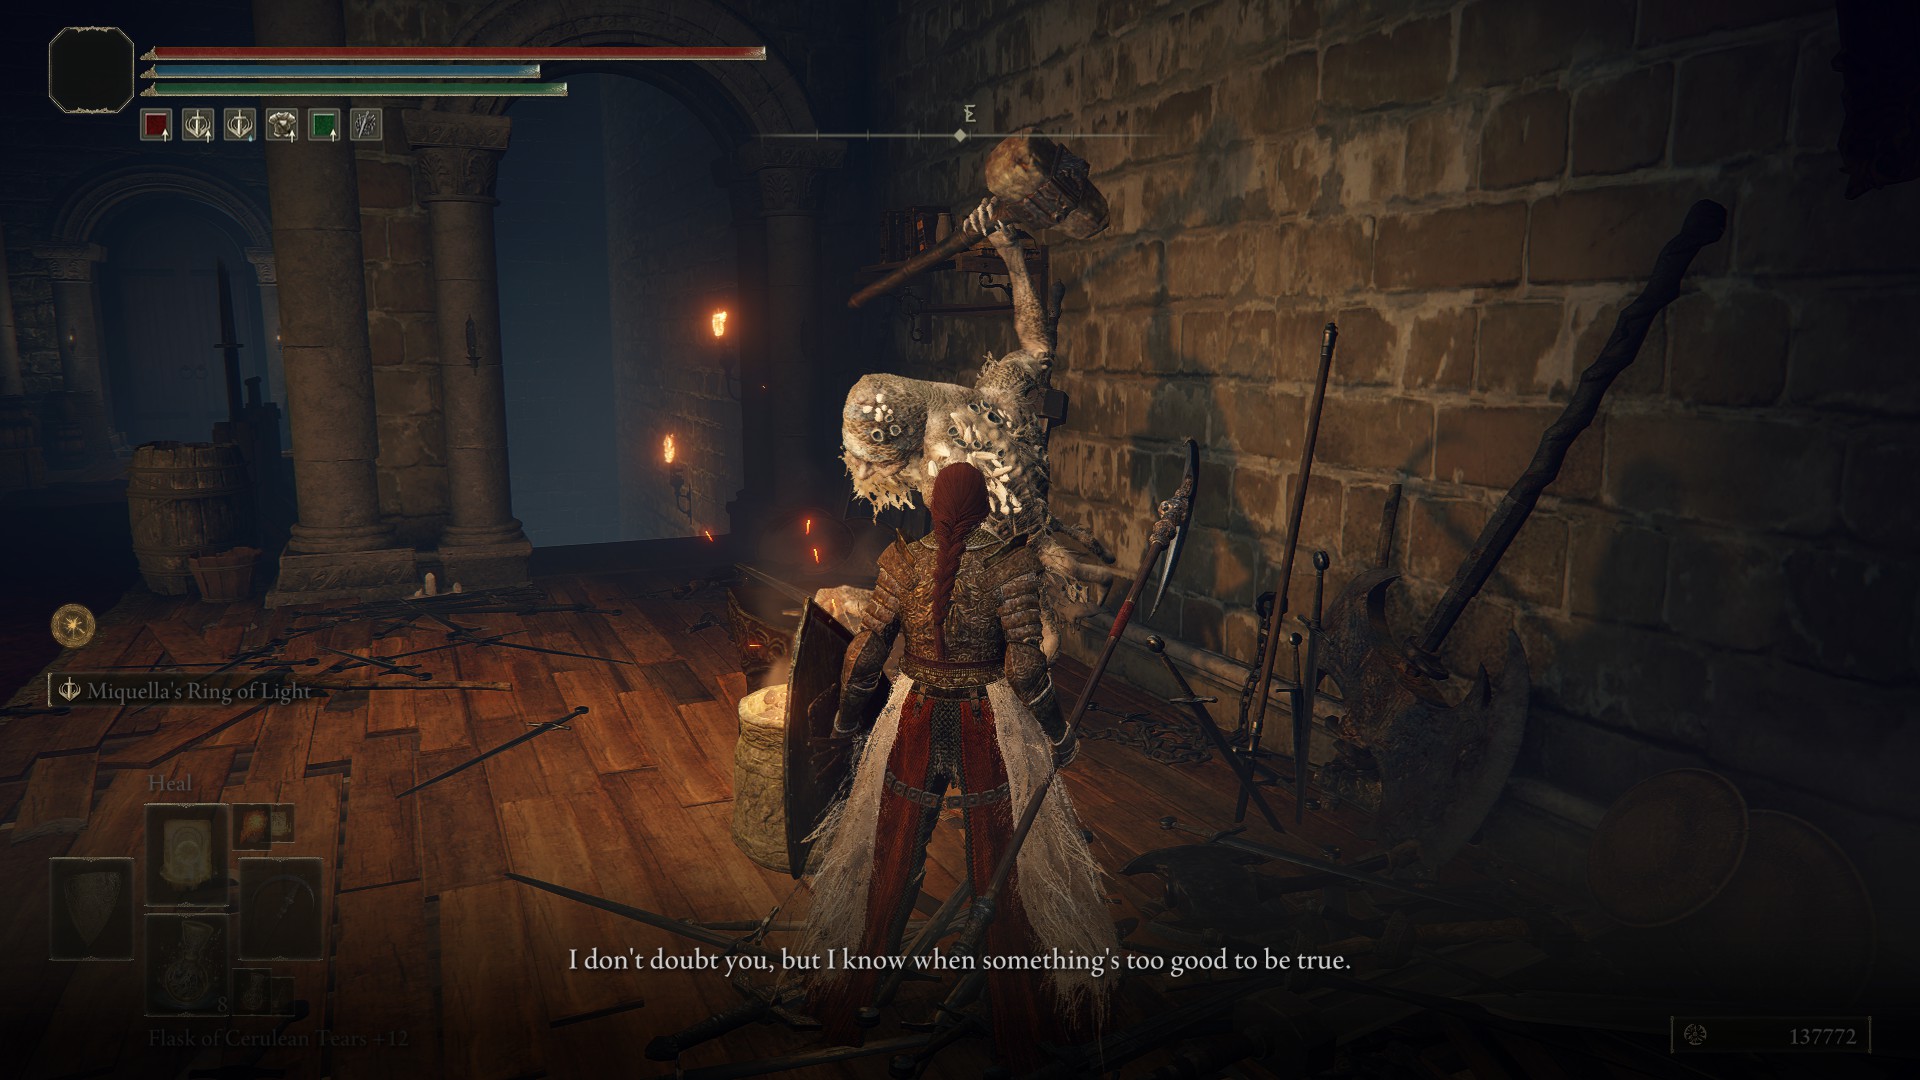 E
Miquella's Ring of Light
Heal
8
I don't doubt you, but I know when something's too good to be true.
Flask of Cerulean Tears +12
137772